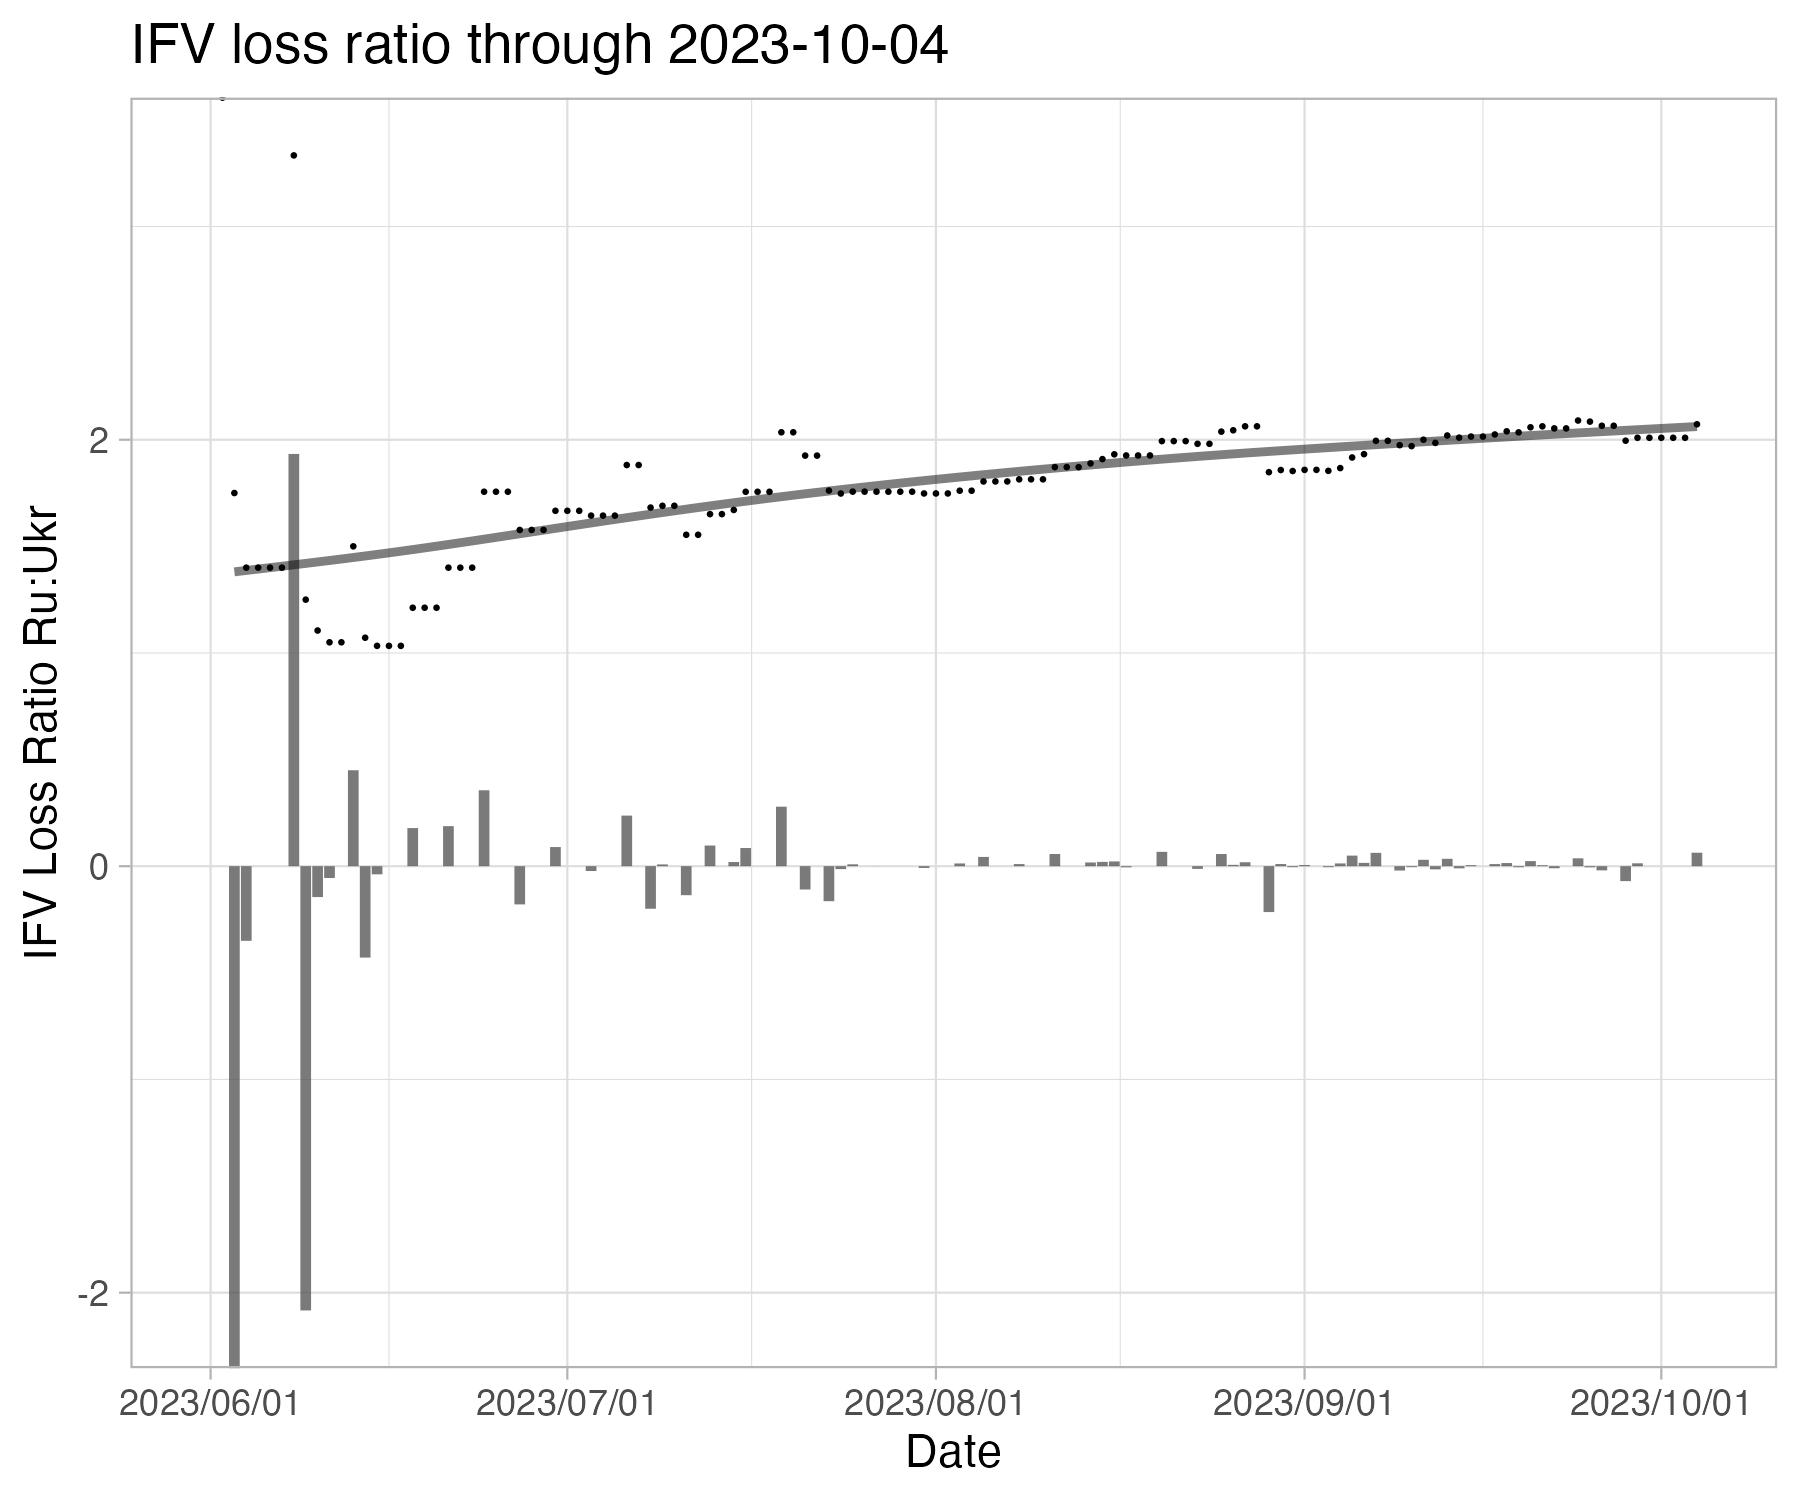 IFV loss ratio through 2023-10-04
IFV Loss Ratio Ru:Ukr
2
0
-2
2023/06/01 2023/07/01 2023/08/01 2023/09/01 2023/10/01
Date